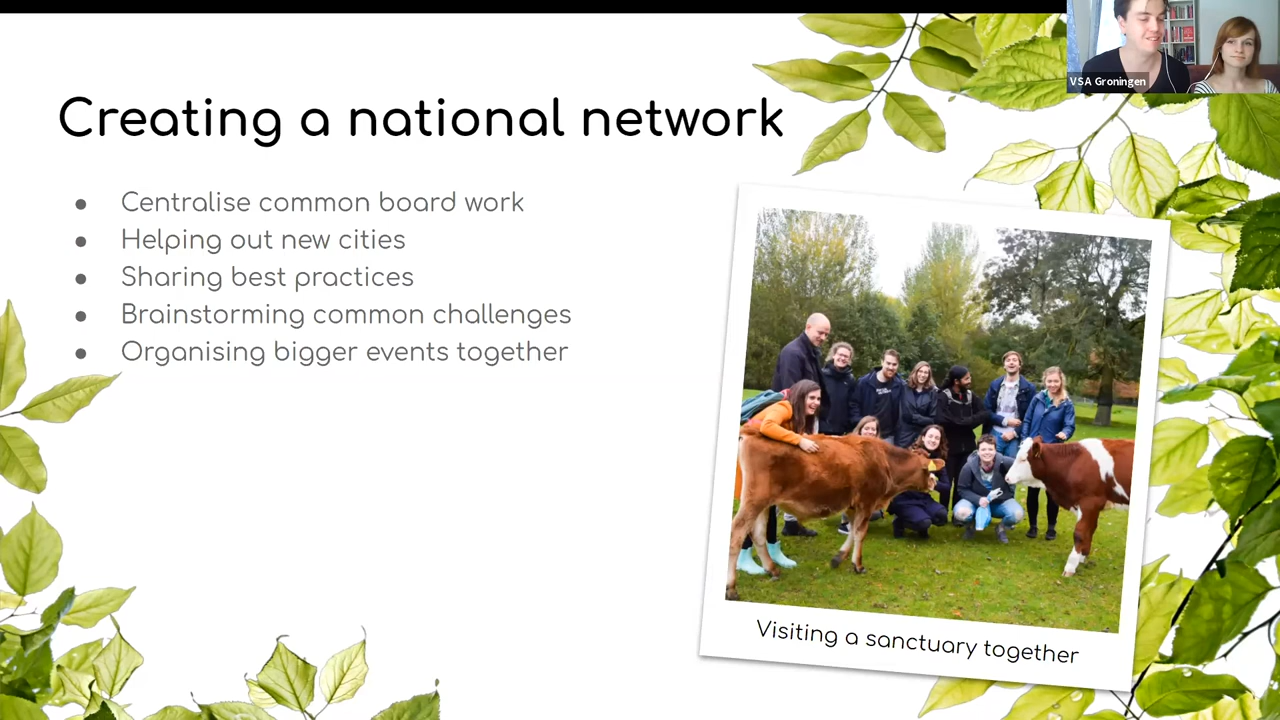 VSA Groningen
Creating a national network
● Centralise common board work
● Helping out new cities
● Sharing best practices
● Brainstorming common challenges
● Organising bigger events together
Visiting a sanctuary together